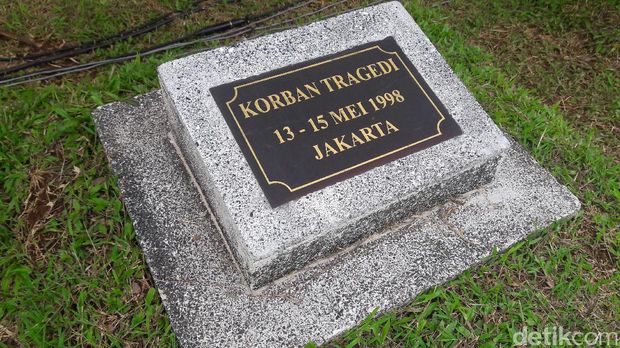 KORBAN TRAGEDI
13 - 15 MEI 1998
JAKARTA
detikcom